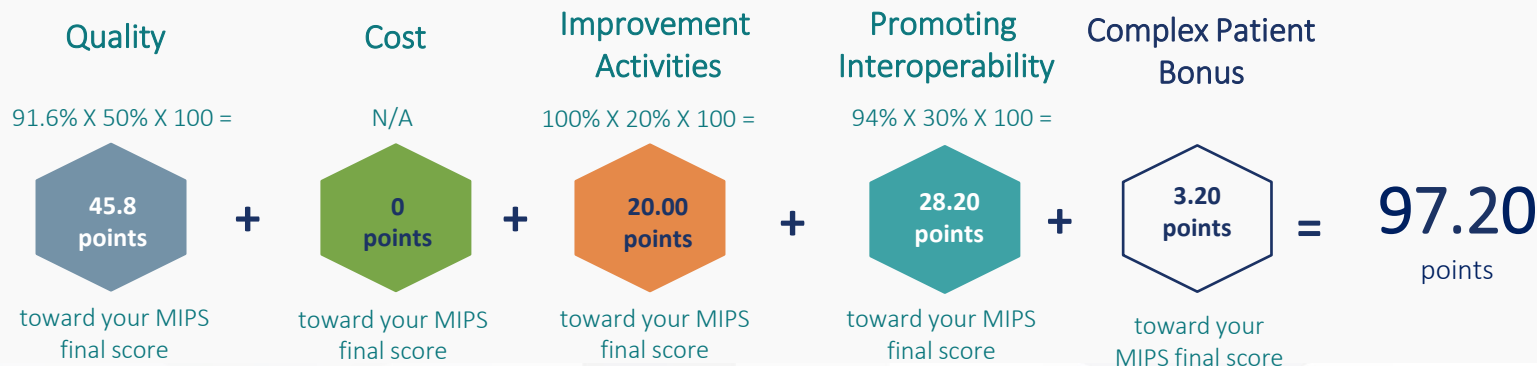 Quality
91.6% X 50% X 100 =
45.8
points
toward your MIPS
final score
+
Cost
N/A
0
points
toward your MIPS
final score
+
Improvement
Activities
100% X 20% X 100 =
20.00
points
toward your MIPS
final score
+
Promoting
Interoperability
94% X 30% X 100 =
28.20
points
toward your MIPS
final score
+
Complex Patient
Bonus
3.20
points
toward your
MIPS final score
=
97.20
points